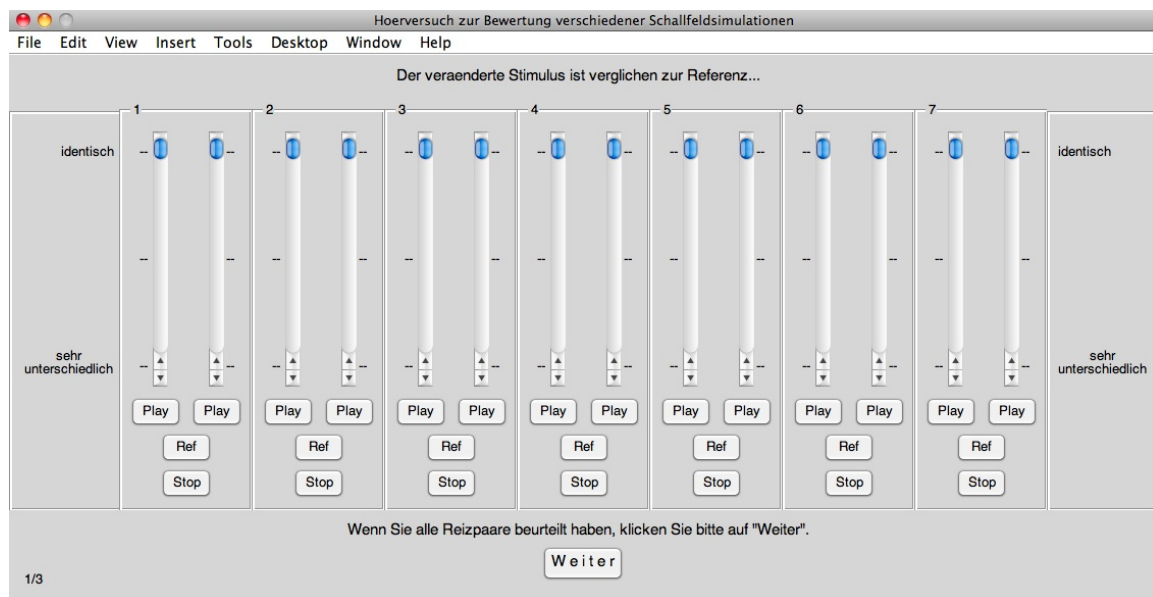 Hoerversuch zur Bewertung verschiedener Schallfeldsimulationen
File Edit View Insert Tools Desktop Window Help
Der veraenderte Stimulus ist verglichen zur Referenz...
1 2 3 4 5 6 7
identisch -- -- -- -- -- -- -- -- -- -- -- -- -- -- identisch
-- -- -- -- -- -- -- -- -- -- -- -- -- --
sehr
unterschiedlich -- -- -- -- -- -- -- -- -- -- -- -- -- -- sehr
unterschiedlich
Play Play Play Play Play Play Play Play Play Play Play Play Play Play
Ref Ref Ref Ref Ref Ref Ref
Stop Stop Stop Stop Stop Stop Stop
Wenn Sie alle Reizpaare beurteilt haben, klicken Sie bitte auf "Weiter".
Weiter
1/3